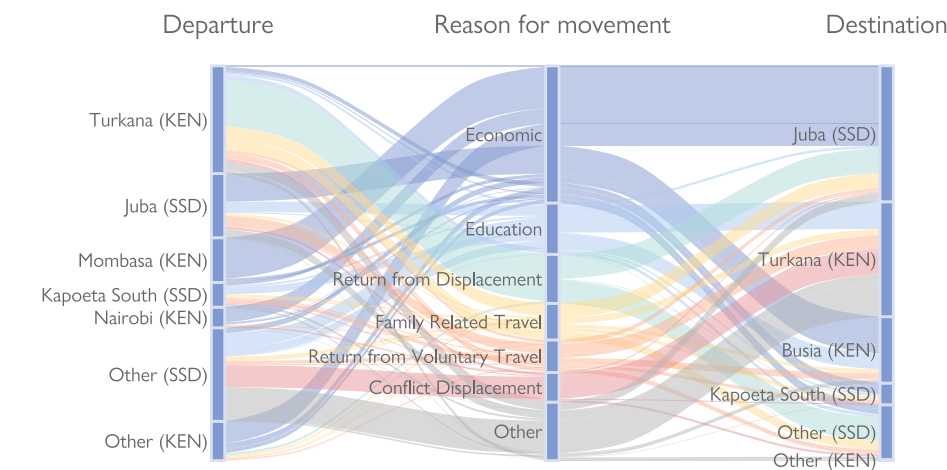 Departure
Reason for movement
Destination
Turkana (KEN)
Juba (SSD)
Mombasa (KEN)
Kapoeta South (SSD)
Nairobi (KEN)
Other (SSD)
Other (KEN)
Economic
Education
Return from Displacement
Family Related Travel
Return from Voluntary Travel
Conflict Displacement
Other
Juba (SSD)
Turkana (KEN)
Busia (KEN)
Kapoeta South (SSD)
Other (SSD)
Other (KEN)